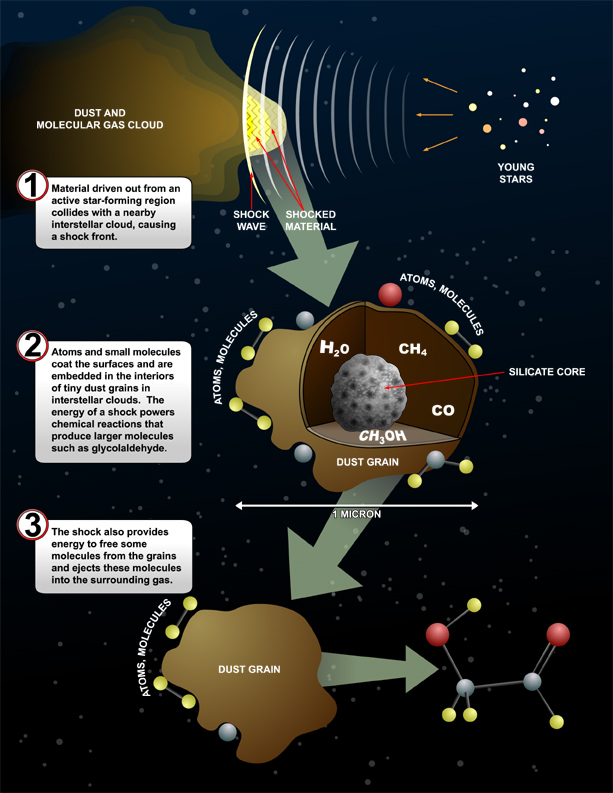 DUST AND
MOLECULAR GAS CLOUD
YOUNG
STARS
SHOCK
WAVE
SHOCKED
MATERIAL
1
Material driven out from an
active star-forming region
collides with a nearby
interstellar cloud, causing
a shock front.
ATOMS, MOLECULES
ATOMS, MOLECULES
H₂O
CH₄
SILICATE CORE
CO
CH₃OH
DUST GRAIN
2
Atoms and small molecules
coat the surfaces and are
embedded in the interiors
of tiny dust grains in
interstellar clouds. The
energy of a shock powers
chemical reactions that
produce larger molecules
such as glycolaldehyde.
1 MICRON
3
The shock also provides
energy to free some
molecules from the grains
and ejects these molecules
into the surrounding gas.
ATOMS, MOLECULES
DUST GRAIN